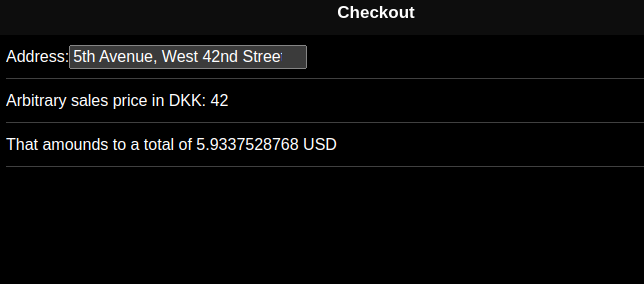 Checkout
Address: 5th Avenue, West 42nd Stree
Arbitrary sales price in DKK: 42
That amounts to a total of 5.9337528768 USD